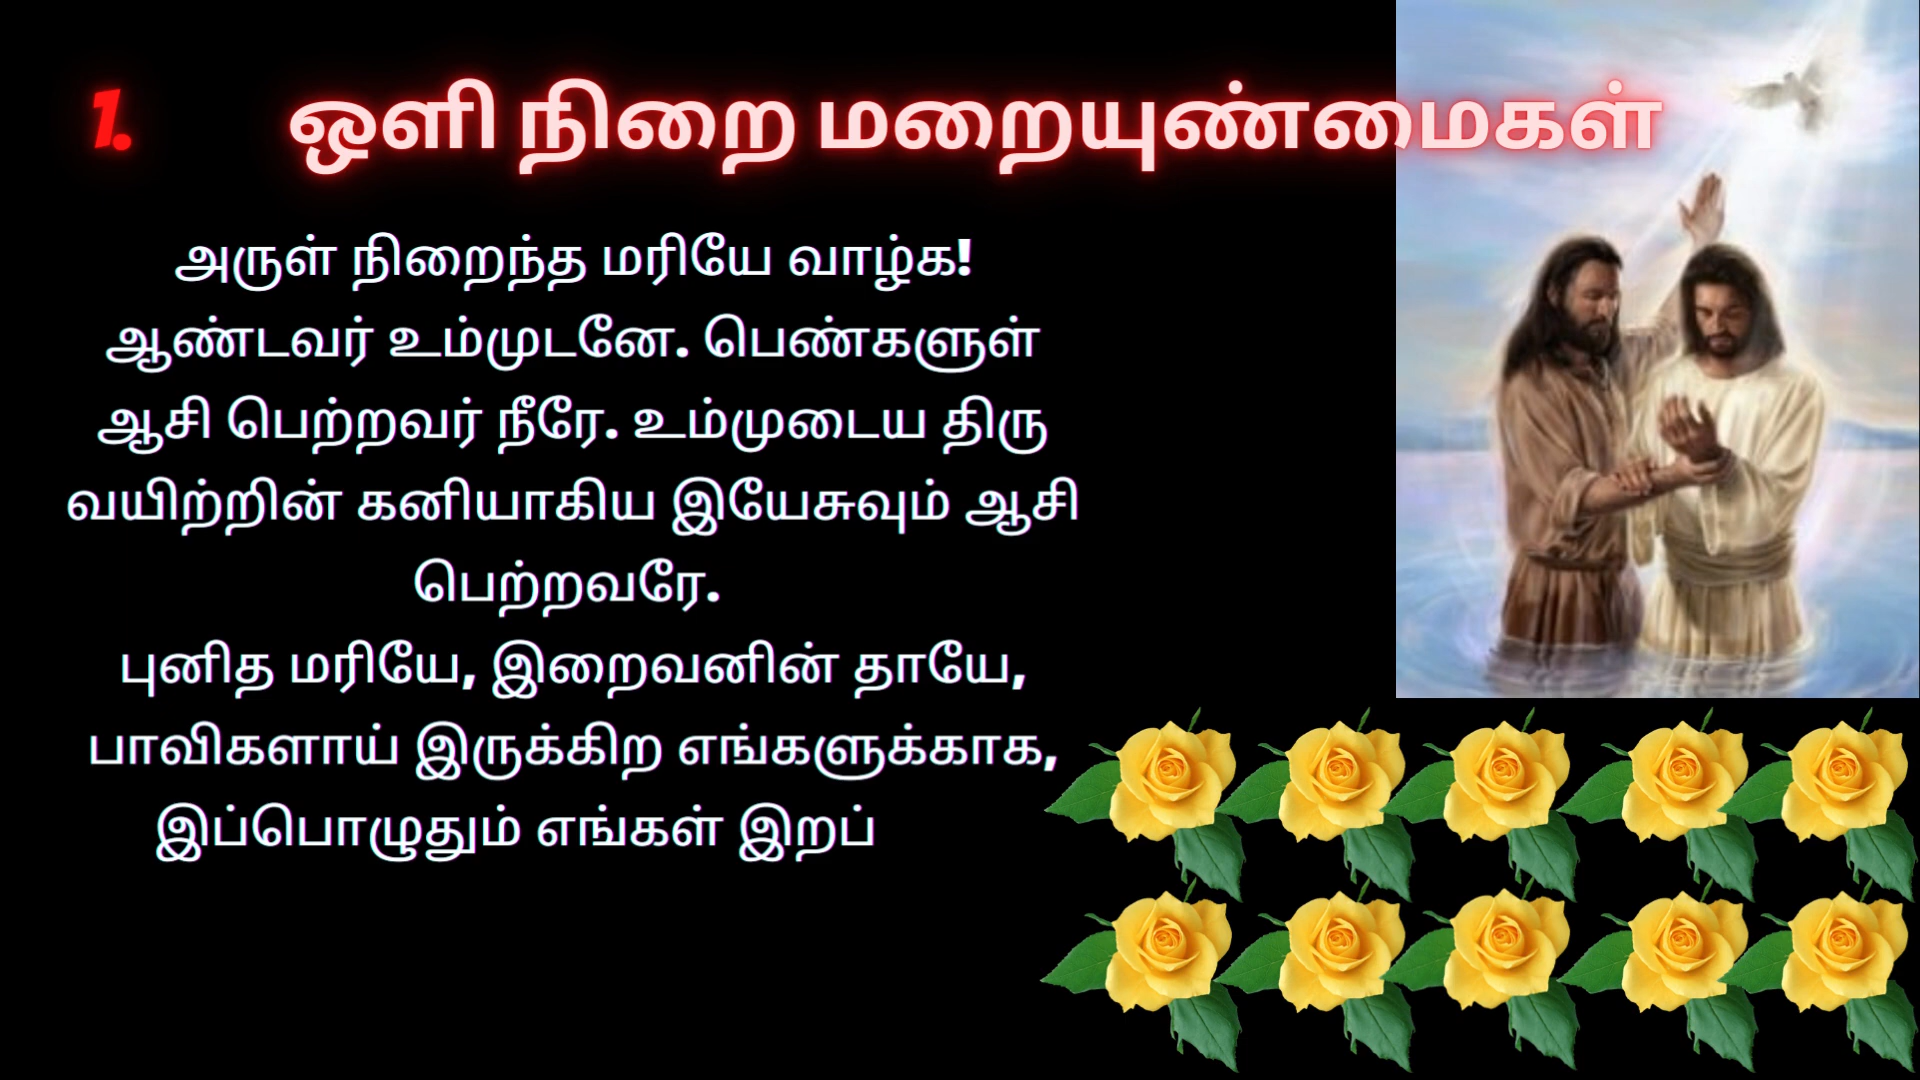 1. ஒளி நிறை மறையுண்மைகள்
அருள் நிறைந்த மரியே வாழ்க!
ஆண்டவர் உம்முடனே. பெண்களுள்
ஆசி பெற்றவர் நீரே. உம்முடைய திரு
வயிற்றின் கனியாகிய இயேசுவும் ஆசி
பெற்றவரே.
புனித மரியே, இறைவனின் தாயே,
பாவிகளாய் இருக்கிற எங்களுக்காக,
இப்பொழுதும் எங்கள் இறப்